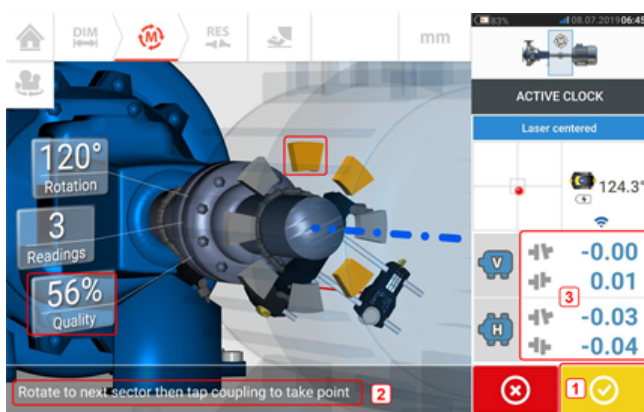 DIM
M
RES
mm
83%
08.07.2019 06:45
ACTIVE CLOCK
Laser centered
124.3°
120°
Rotation
3
Readings
56%
Quality
V
-0.00
0.01
3
H
-0.03
-0.04
Rotate to next sector then tap coupling to take point
2
1